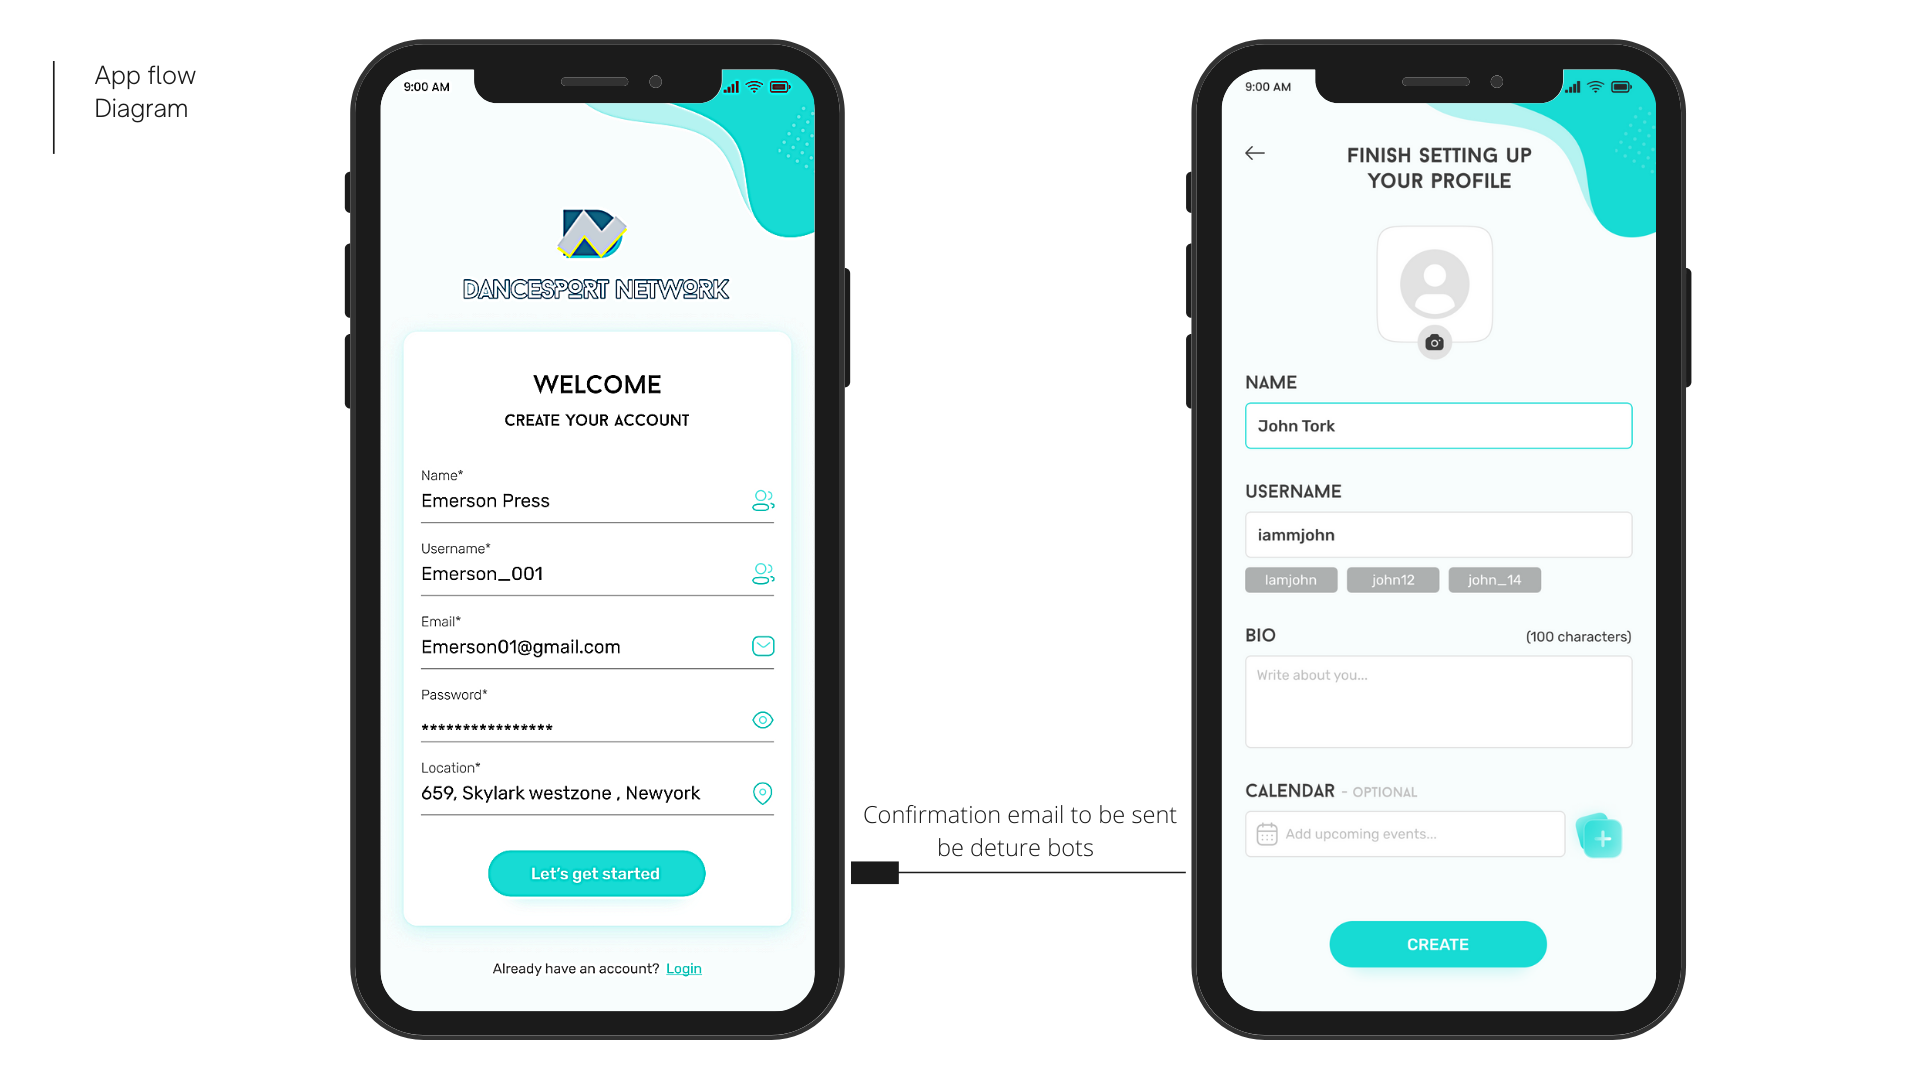 App flow
Diagram
9:00 AM
DANCESPORT NETWORK
WELCOME
CREATE YOUR ACCOUNT
Name*
Emerson Press
Username*
Emerson_001
Email*
Emerson01@gmail.com
Password*
****************
Location*
659, Skylark westzone , Newyork
Let's get started
Already have an account? Login
Confirmation email to be sent
be deture bots
9:00 AM
FINISH SETTING UP
YOUR PROFILE
NAME
John Tork
USERNAME
iammjohn
Iamjohn john12 john_14
BIO (100 characters)
Write about you...
CALENDAR - OPTIONAL
Add upcoming events...
CREATE